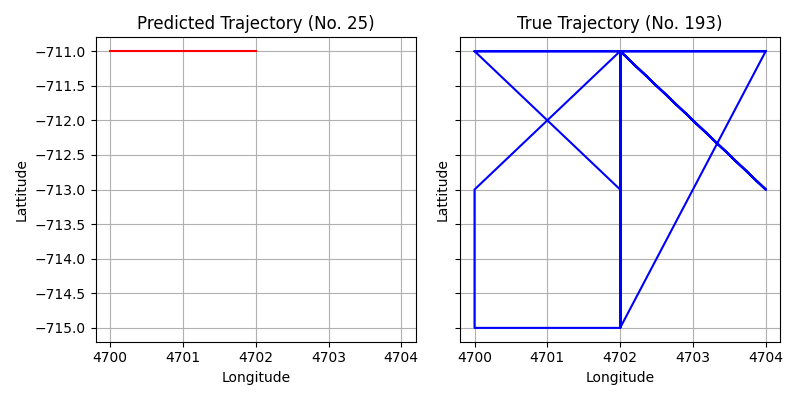 Predicted Trajectory (No. 25)
True Trajectory (No. 193)
Lattitude
−711.0
−711.5
−712.0
−712.5
−713.0
−713.5
−714.0
−714.5
−715.0
4700 4701 4702 4703 4704
Longitude
Lattitude
4700 4701 4702 4703 4704
Longitude